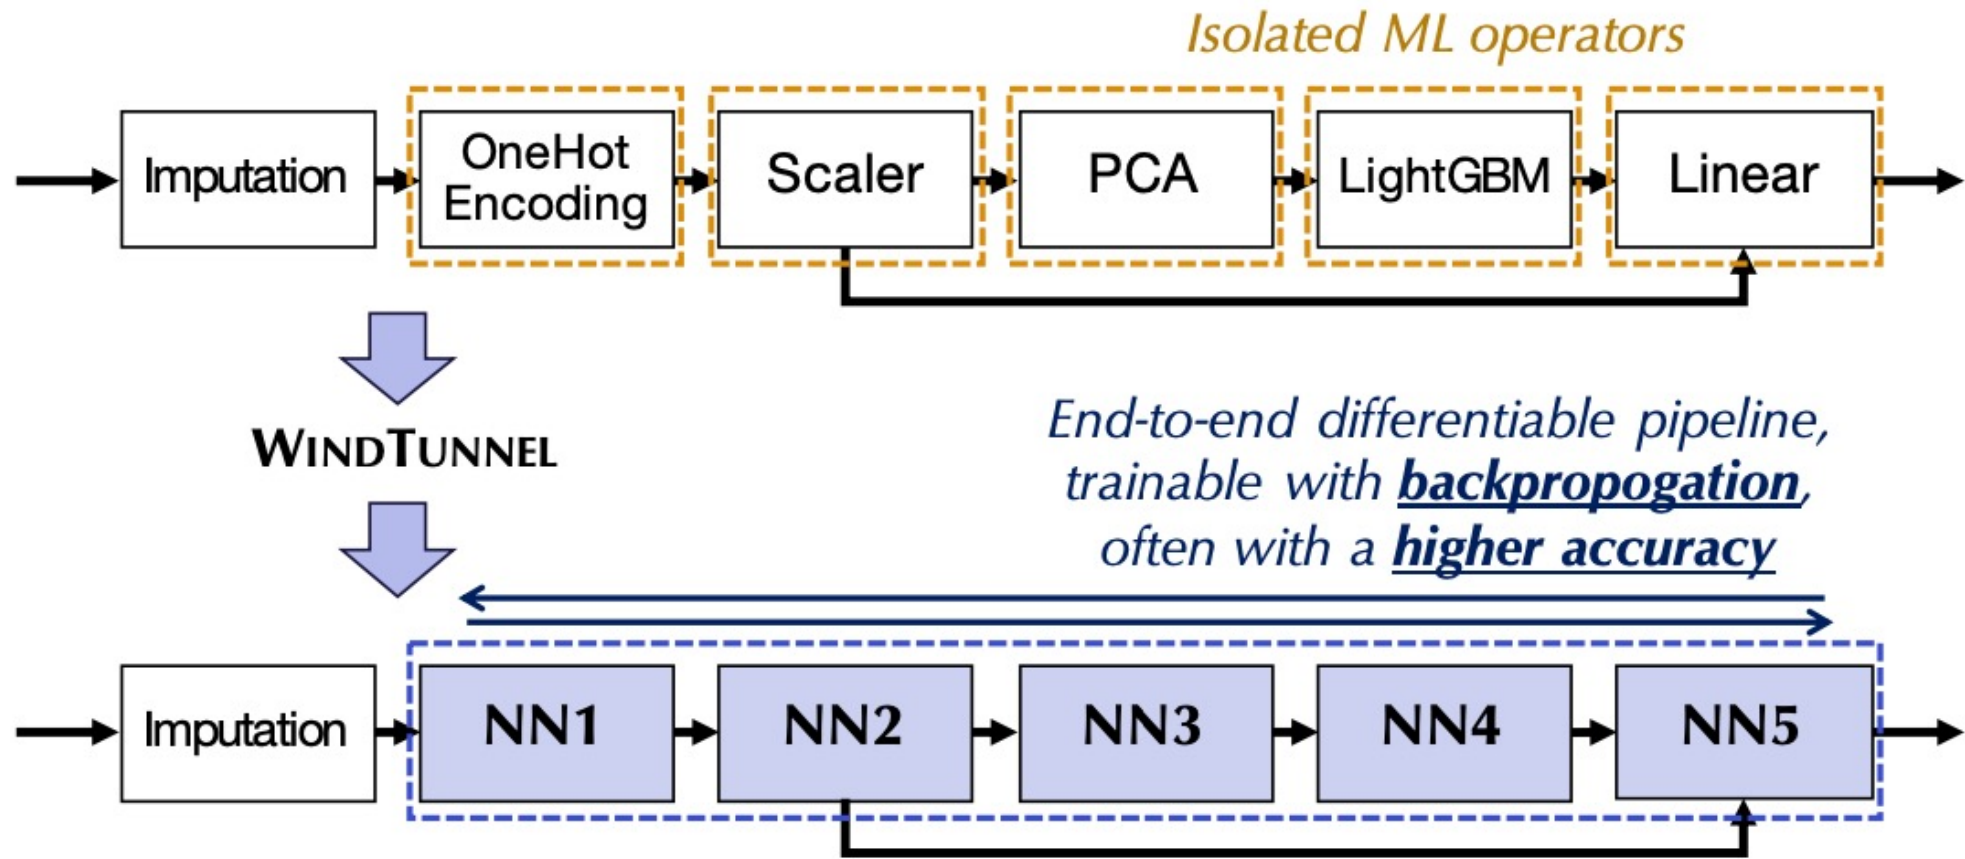 Isolated ML operators
Imputation
OneHot
Encoding
Scaler
PCA
LightGBM
Linear
WINDTUNNEL
End-to-end differentiable pipeline,
trainable with backpropogation,
often with a higher accuracy
Imputation
NN1
NN2
NN3
NN4
NN5